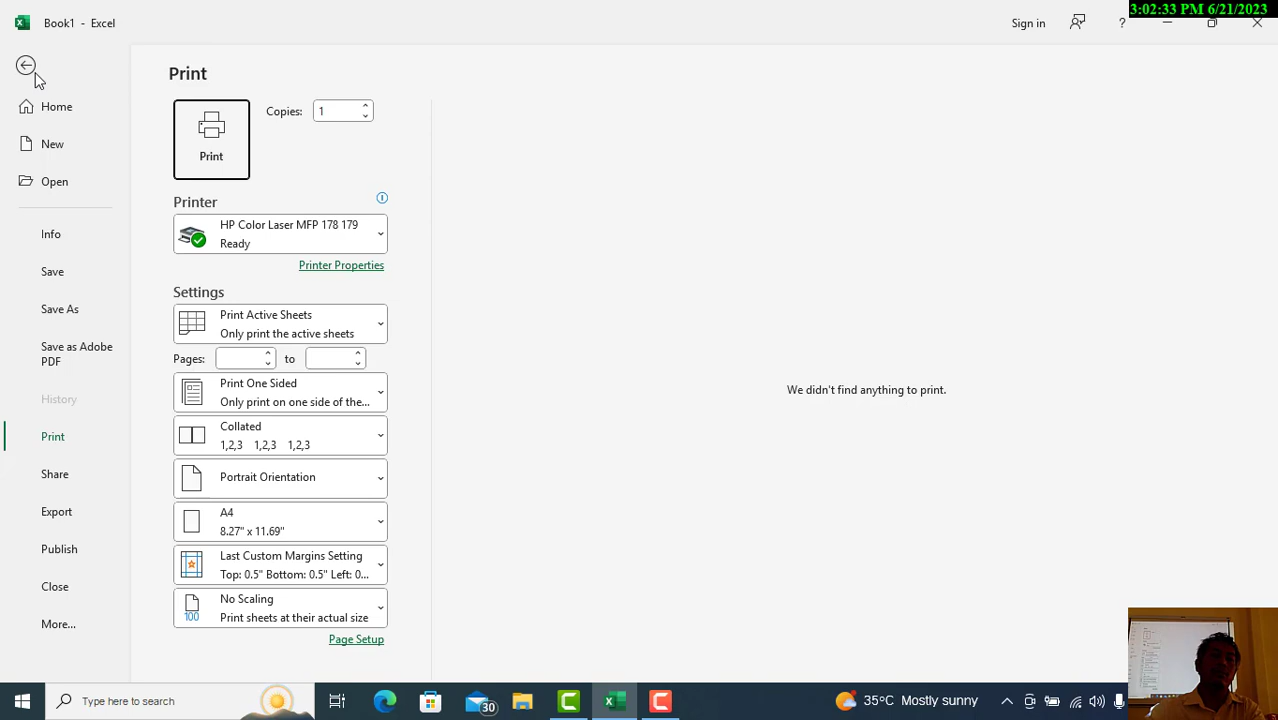 Book1 - Excel
Sign in
?
3:02:33 PM 6/21/2023
Home
New
Open
Info
Save
Save As
Save as Adobe
PDF
History
Print
Share
Export
Publish
Close
More...
Print
Print
Copies: 1
Printer
HP Color Laser MFP 178 179
Ready
Printer Properties
Settings
Print Active Sheets
Only print the active sheets
Pages: to
Print One Sided
Only print on one side of the...
Collated
1,2,3 1,2,3 1,2,3
Portrait Orientation
A4
8.27" x 11.69"
Last Custom Margins Setting
Top: 0.5" Bottom: 0.5" Left: 0...
No Scaling
100
Print sheets at their actual size
Page Setup
We didn't find anything to print.
Type here to search
30
35°C Mostly sunny